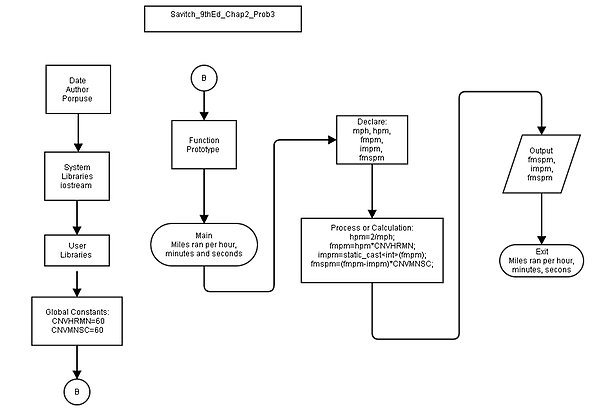 Savitch_9thEd_Chap2_Prob3
Date
Author
Porpuse
System
Libraries
iostream
User
Libraries
Global Constants:
CNVHRMN=60
CNVMNSC=60
B
B
Function
Prototype
Main
Miles ran per hour,
minutes and seconds
Declare:
mph, hpm,
fmpm,
impm,
fmspm
Process or Calculation:
hpm=2/mph;
fmpm=hpm*CNVHRMN;
impm=static_cast<int>(fmpm);
fmspm=(fmpm-impm)*CNVMNSC;
Output
fmspm,
impm,
fmspm
Exit
Miles ran per hour,
minutes, secons